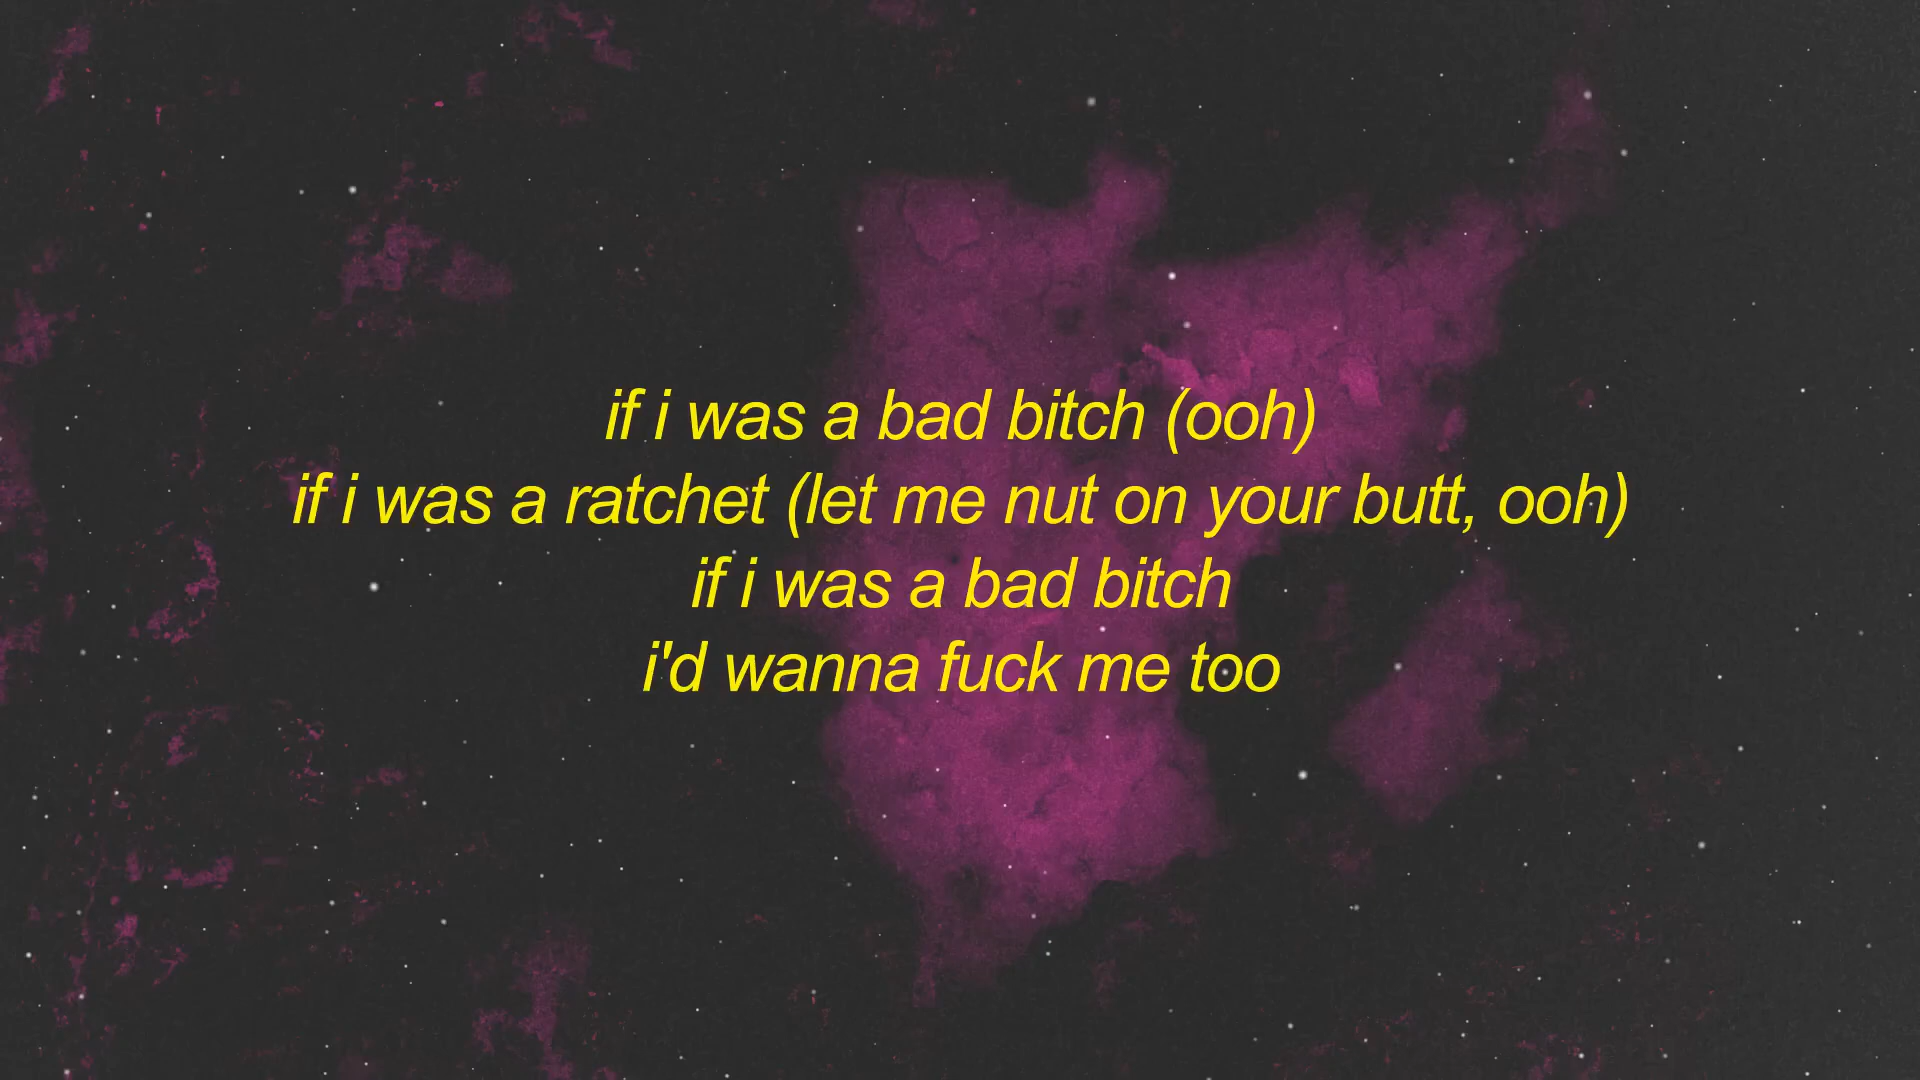 if i was a bad bitch (ooh)
if i was a ratchet (let me nut on your butt, ooh)
if i was a bad bitch
i'd wanna fuck me too